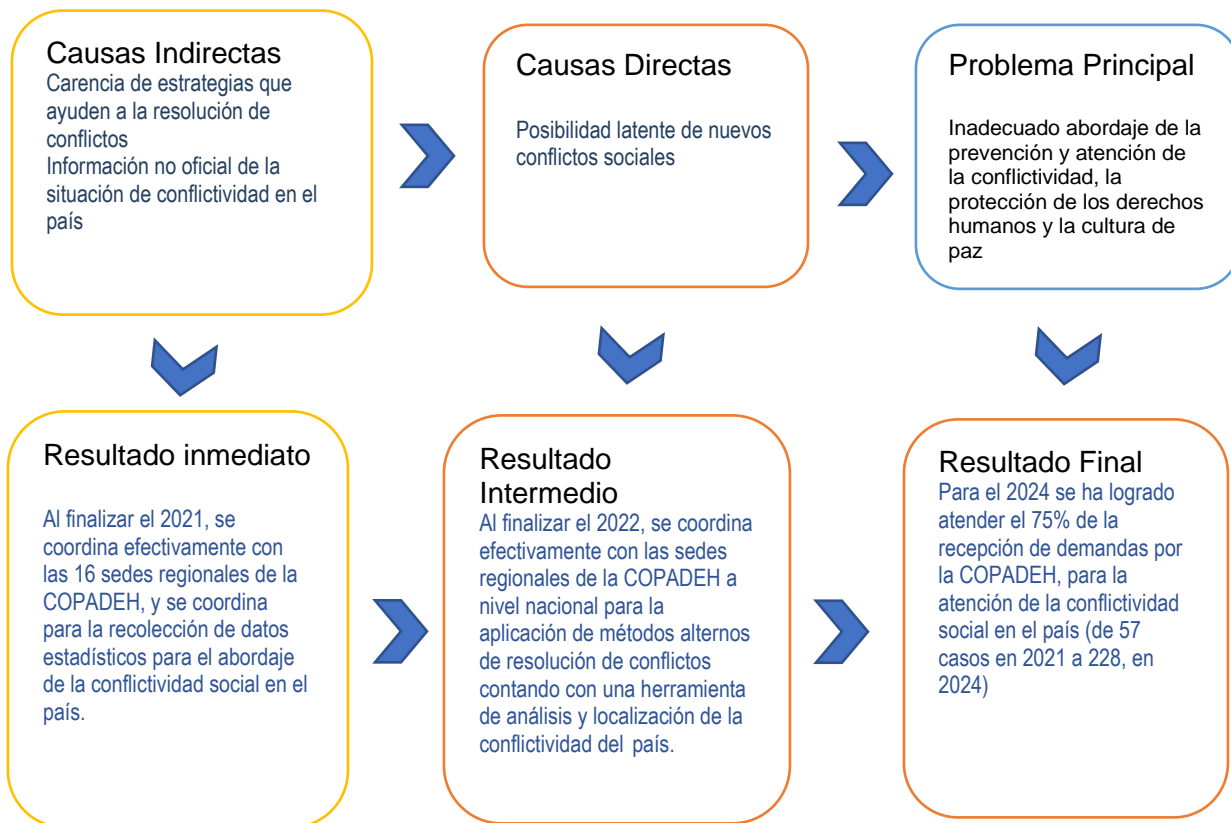 Causas Indirectas
Carencia de estrategias que
ayuden a la resolución de
conflictos
Información no oficial de la
situación de conflictividad en el
país
Causas Directas
Posibilidad latente de nuevos
conflictos sociales
Problema Principal
Inadecuado abordaje de la
prevención y atención de
la conflictividad, la
protección de los derechos
humanos y la cultura de
paz
Resultado inmediato
Al finalizar el 2021, se
coordina efectivamente con
las 16 sedes regionales de la
COPADEH, y se coordina
para la recolección de datos
estadísticos para el abordaje
de la conflictividad social en el
país.
Resultado
Intermedio
Al finalizar el 2022, se coordina
efectivamente con las sedes
regionales de la COPADEH a
nivel nacional para la
aplicación de métodos alternos
de resolución de conflictos
contando con una herramienta
de análisis y localización de la
conflictividad del país.
Resultado Final
Para el 2024 se ha logrado
atender el 75% de la
recepción de demandas por
la COPADEH, para la
atención de la conflictividad
social en el país (de 57
casos en 2021 a 228, en
2024)